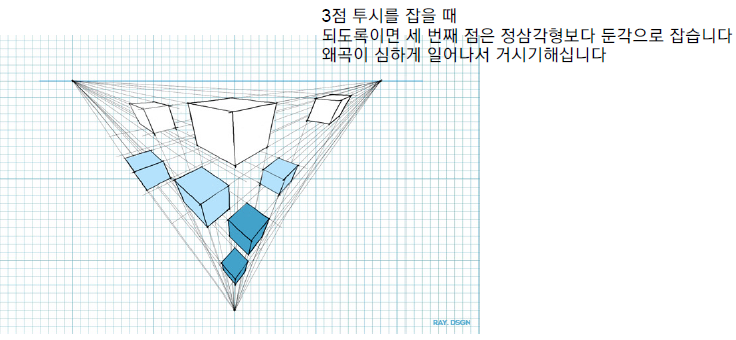 3점 투시를 잡을 때
되도록이면 세 번째 점은 정삼각형보다 둔각으로 잡습니다
왜곡이 심하게 일어나서 거시기해십니다
RAY. DSGN